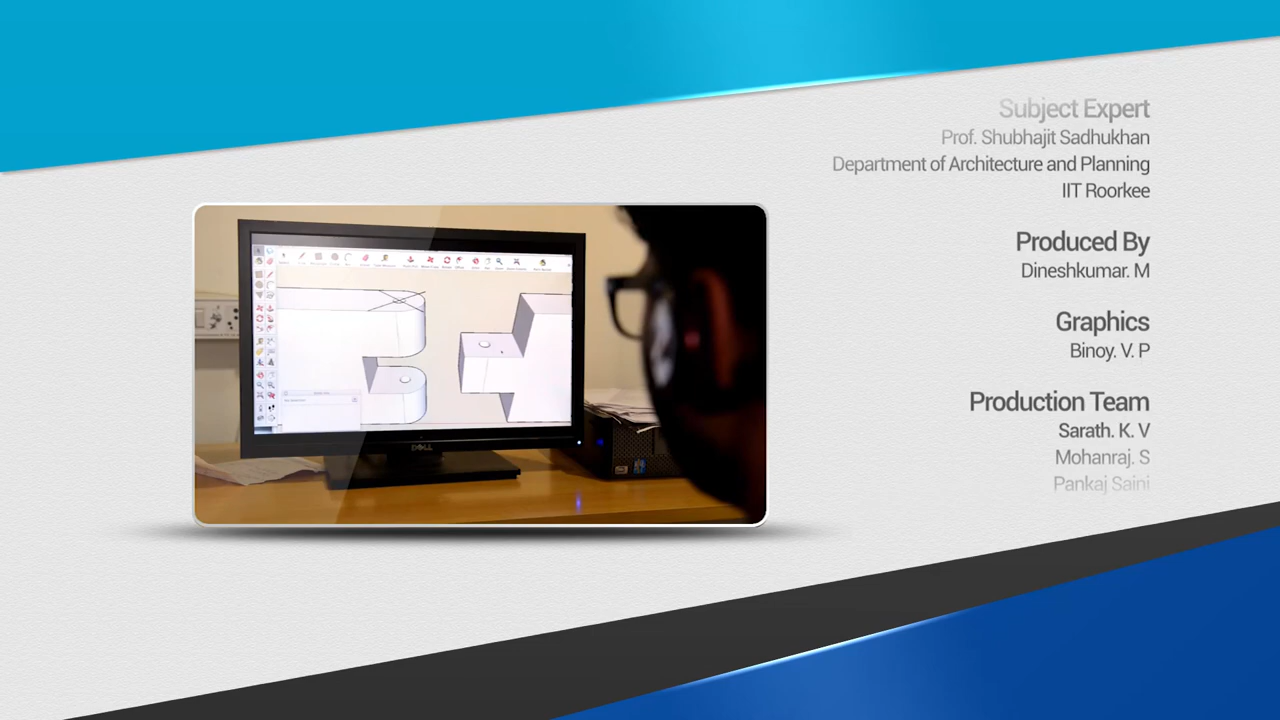 Subject Expert
Prof. Shubhajit Sadhukhan
Department of Architecture and Planning
IIT Roorkee
Produced By
Dineshkumar. M
Graphics
Binoy. V. P
Production Team
Sarath. K. V
Mohanraj. S
Pankaj Saini
DELL